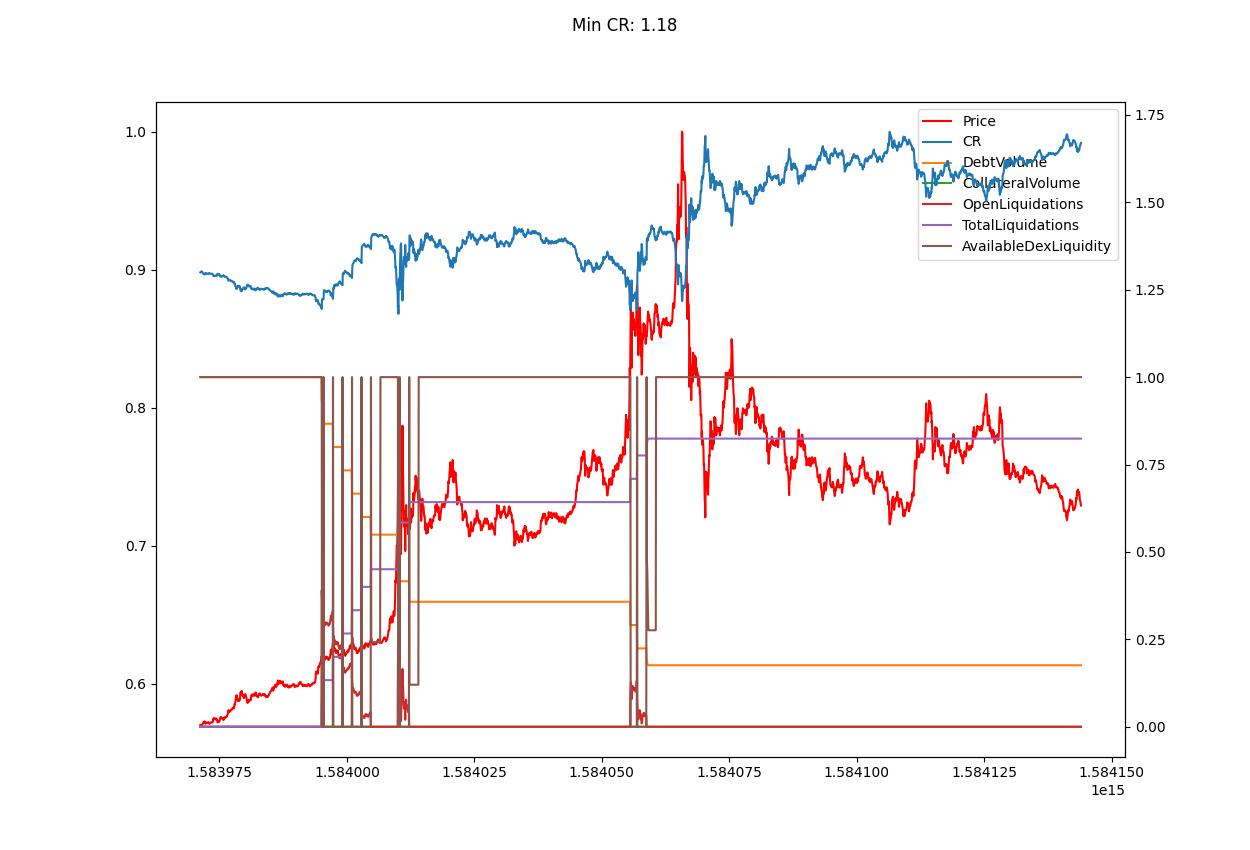 Min CR: 1.18
1.0
0.9
0.8
0.7
0.6
1.75
1.50
1.25
1.00
0.75
0.50
0.25
0.00
Price
CR
DebtVolume
CollateralVolume
OpenLiquidations
TotalLiquidations
AvailableDexLiquidity
1.583975 1.584000 1.584025 1.584050 1.584075 1.584100 1.584125 1.584150
1e15